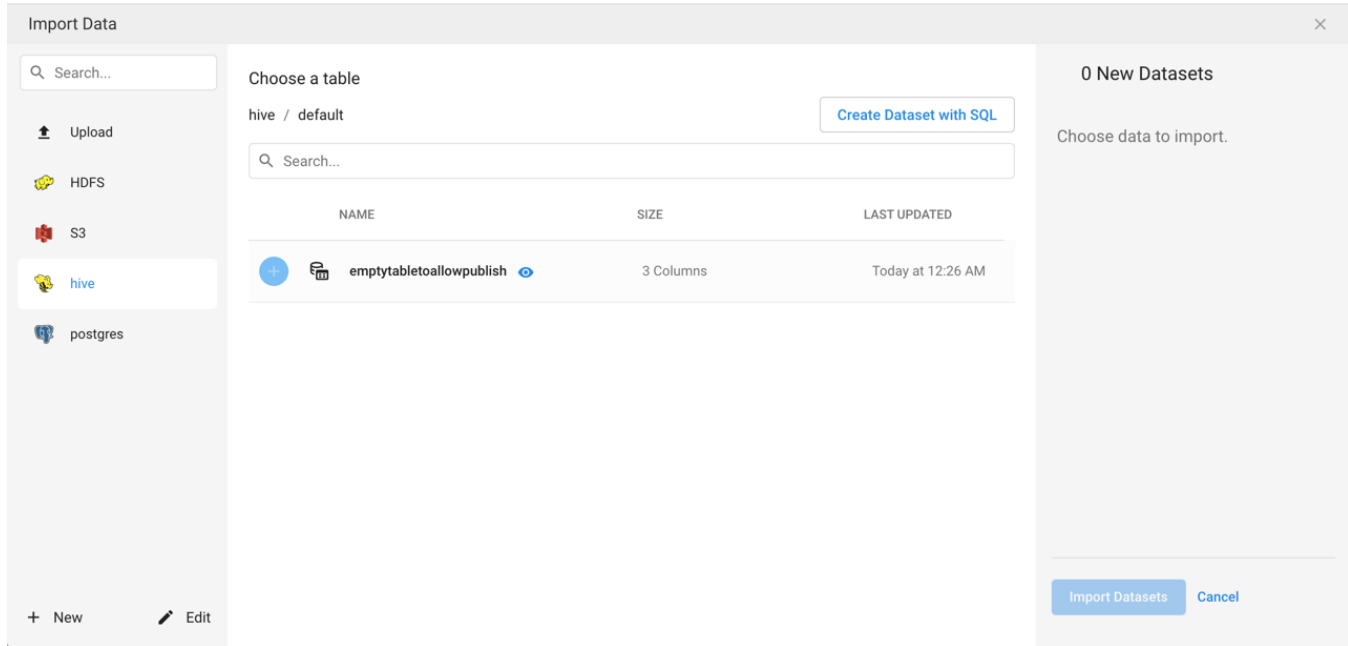 Import Data
Search...
Upload
HDFS
S3
hive
postgres
+ New
Edit
Choose a table
hive / default
Create Dataset with SQL
Search...
NAME SIZE LAST UPDATED
emptytabletoallowpublish 3 Columns Today at 12:26 AM
0 New Datasets
Choose data to import.
Import Datasets Cancel